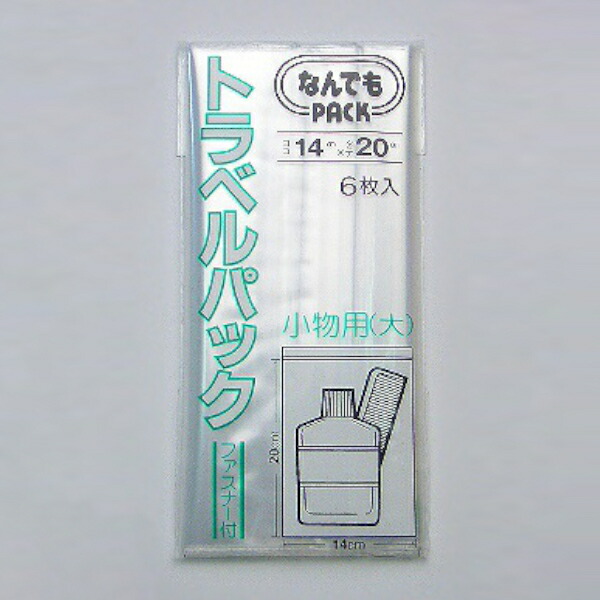 トラベルパック
ファスナー付
なんでも
PACK
ヨコ14cm×タテ20cm
6枚入
小物用(大)
20cm
14cm